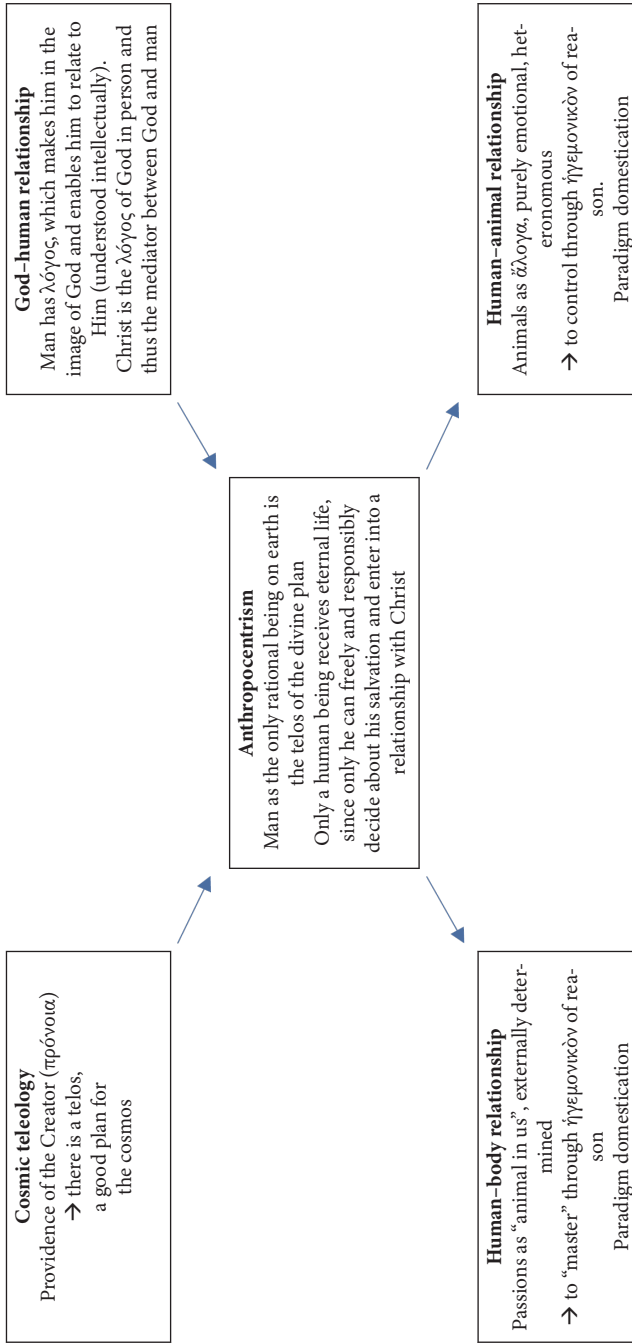 Cosmic teleology
Providence of the Creator (πρόνοια)
→ there is a telos,
a good plan for
the cosmos
God–human relationship
Man has λόγος, which makes him in the
image of God and enables him to relate to
Him (understood intellectually).
Christ is the λόγος of God in person and
thus the mediator between God and man
Anthropocentrism
Man as the only rational being on earth is
the telos of the divine plan
Only a human being receives eternal life,
since only he can freely and responsibly
decide about his salvation and enter into a
relationship with Christ
Human–body relationship
Passions as “animal in us”, externally deter-
mined
→ to “master” through ἡγεμονικὸν of rea-
son
Paradigm domestication
Human–animal relationship
Animals as ἄλογα, purely emotional, het-
eronomous
→ to control through ἡγεμονικὸν of rea-
son.
Paradigm domestication